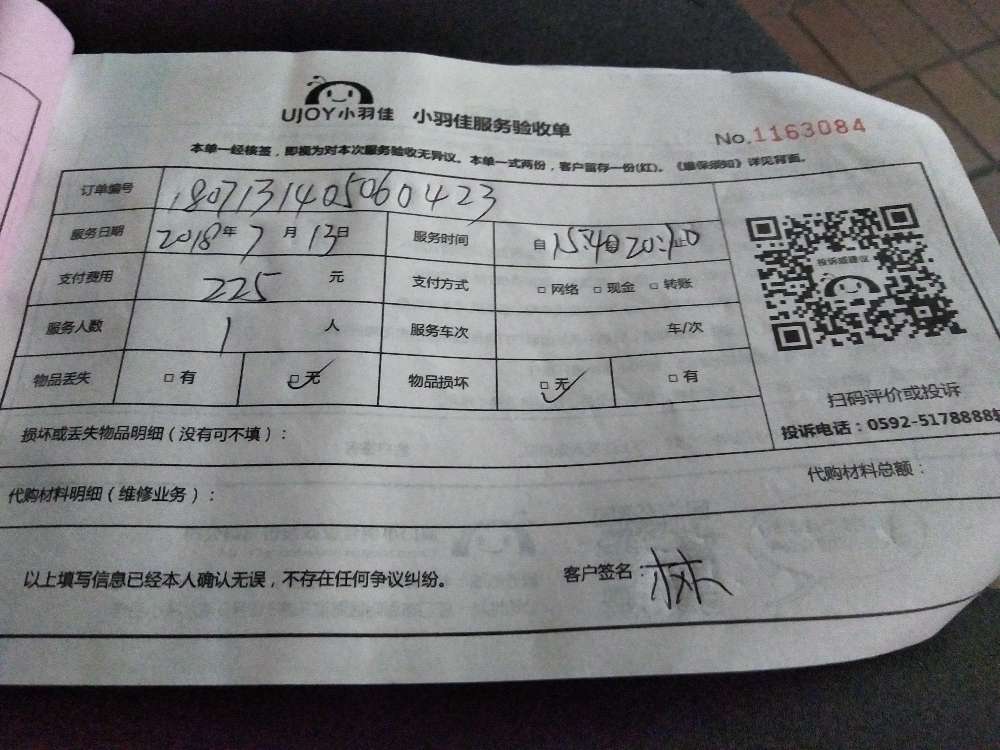 UJOY小羽佳 小羽佳服务验收单
No.1163084
本单一经核签，即视为对本次服务验收无异议。本单一式两份，客户留存一份(红)。《维保须知》详见背面。
订单编号 180713140506 0423
服务日期 2018年7月13日 服务时间 自15:40至20:10止
支付费用 225 元 支付方式 □网络 □现金 □转账
投诉或建议
服务人数 1 人 服务车次 车/次
物品丢失 □有 □无 物品损坏 □无 □有
扫码评价或投诉
投诉电话：0592-5178888
损坏或丢失物品明细（没有可不填）：
代购材料明细（维修业务）： 代购材料总额：
以上填写信息已经本人确认无误，不存在任何争议纠纷。 客户签名：林